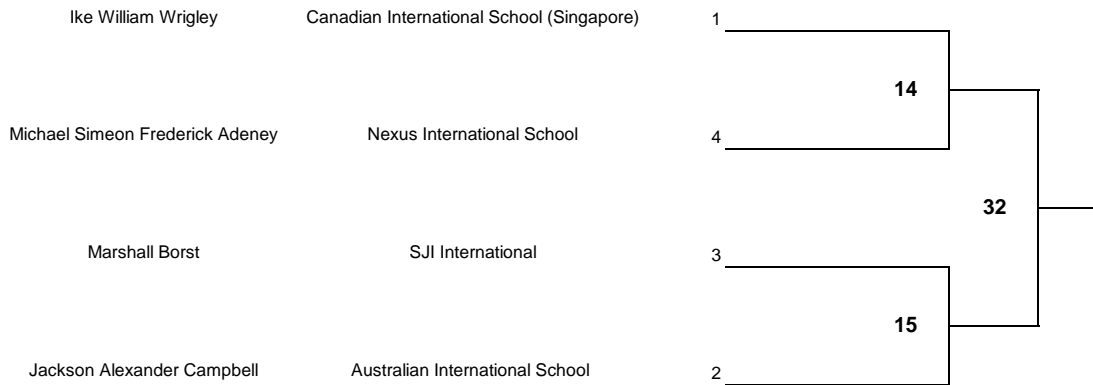 Ike William Wrigley Canadian International School (Singapore) 1
14
Michael Simeon Frederick Adeney Nexus International School 4
32
Marshall Borst SJI International 3
15
Jackson Alexander Campbell Australian International School 2